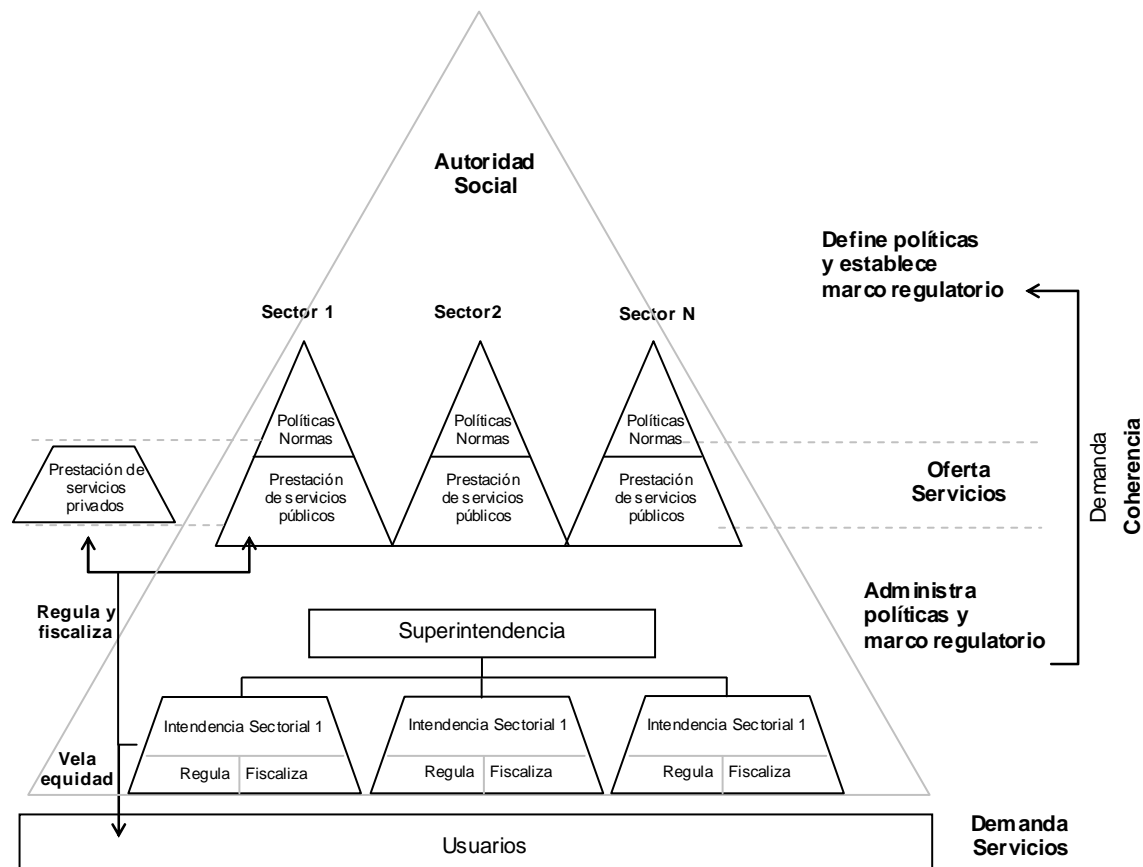 Autoridad
Social
Define políticas
y establece
marco regulatorio
Sector 1
Sector2
Sector N
Políticas
Normas
Políticas
Normas
Políticas
Normas
Prestación de
servicios
privados
Prestación
de servicios
públicos
Prestación
de servicios
públicos
Prestación
de servicios
públicos
Oferta
Servicios
Demanda
Coherencia
Regula y
fiscaliza
Administra
políticas y
marco regulatorio
Superintendencia
Intendencia Sectorial 1
Intendencia Sectorial 1
Intendencia Sectorial 1
Vela
equidad
Regula
Fiscaliza
Regula
Fiscaliza
Regula
Fiscaliza
Usuarios
Demanda
Servicios